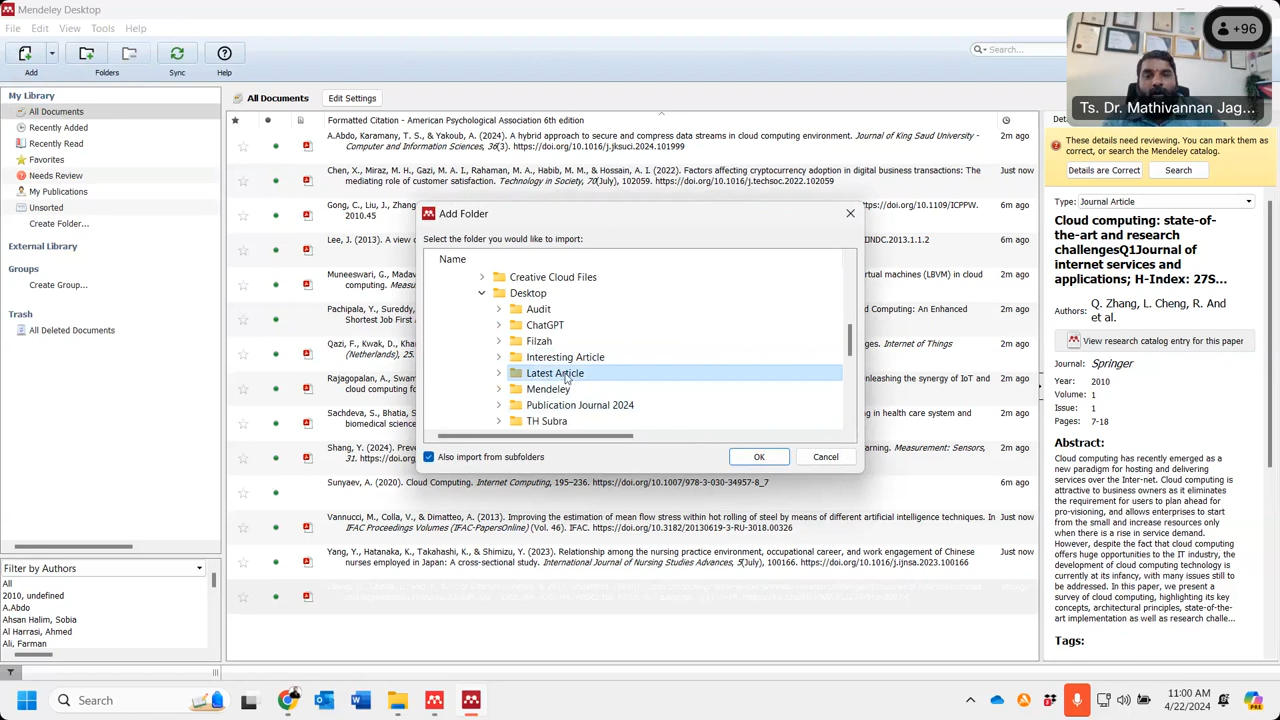 Mendeley Desktop
File Edit View Tools Help
+96
Add Folders Sync Help
Search...
Ts. Dr. Mathivannan Jag...
My Library
All Documents
Recently Added
Recently Read
Favorites
Needs Review
My Publications
Unsorted
Create Folder...
External Library
Groups
Create Group...
Trash
All Deleted Documents
Filter by Authors
All
2010, undefined
A.Abdo
Ahsan Halim, Sobia
Al Harrasi, Ahmed
Ali, Farman
All Documents Edit Settings
Formatted Citation - American Psychological Association 6th edition
A.Abdo, Karamany, T. S., & Yakoub, A. (2024). A hybrid approach to secure and compress data streams in cloud computing environment. Journal of King Saud University - 2m ago
Computer and Information Sciences, 36(3). https://doi.org/10.1016/j.jksuci.2024.101999
Chen, X., Miraz, M. H., Gazi, M. A. I., Rahaman, M. A., Habib, M. M., & Hossain, A. I. (2022). Factors affecting cryptocurrency adoption in digital business transactions: The Just now
mediating role of customer satisfaction. Technology in Society, 70(July), 102059. https://doi.org/10.1016/j.techsoc.2022.102059
Gong, C., Liu, J., Zhang https://doi.org/10.1109/ICPPW. 6m ago
2010.45
Lee, J. (2013). A view o INDC.2013.1.1.2 6m ago
Muneeswari, G., Madav irtual machines (LBVM) in cloud 2m ago
computing. Measu
Pachipala, Y., Sureddy, Computing: An Enhanced 2m ago
Shortest Job First
Qazi, F., Kwak, D., Khan ges. Internet of Things 2m ago
(Netherlands), 25.
Rajagopalan, A., Swam nleashing the synergy of IoT and 2m ago
cloud computing fo
Sachdeva, S., Bhatia, S. g in health care system and 2m ago
biomedical scienc
Shang, Y. (2024). Preve ning. Measurement: Sensors, 2m ago
31. https://doi.org
Sunyaev, A. (2020). Cloud Computing. Internet Computing, 195–236. https://doi.org/10.1007/978-3-030-34957-8_7 6m ago
Vannucci, M., Colla, V., & Dimatteo, A. (2013). Improving the estimation of mean flow stress within hot rolling of steel by means of different artificial intelligence techniques. In Just now
IFAC Proceedings Volumes (IFAC-PapersOnline) (Vol. 46). IFAC. https://doi.org/10.3182/20130619-3-RU-3018.00326
Yang, Y., Hatanaka, K., Takahashi, K., & Shimizu, Y. (2023). Relationship among the nursing practice environment, occupational career, and work engagement of Chinese Just now
nurses employed in Japan: A cross-sectional study. International Journal of Nursing Studies Advances, 5(July), 100166. https://doi.org/10.1016/j.ijnsa.2023.100166
Add Folder
Select the folder you would like to import:
Name
Creative Cloud Files
Desktop
Audit
ChatGPT
Filzah
Interesting Article
Latest Article
Mendeley
Publication Journal 2024
TH Subra
Also import from subfolders
OK Cancel
These details need reviewing. You can mark them as
correct, or search the Mendeley catalog.
Details are Correct Search
Type: Journal Article
Cloud computing: state-of-
the-art and research
challengesQ1Journal of
internet services and
applications; H-Index: 27S...
Authors: Q. Zhang, L. Cheng, R. And
et al.
View research catalog entry for this paper
Journal: Springer
Year: 2010
Volume: 1
Issue: 1
Pages: 7-18
Abstract:
Cloud computing has recently emerged as a
new paradigm for hosting and delivering
services over the Inter-net. Cloud computing is
attractive to business owners as it eliminates
the requirement for users to plan ahead for
pro-visioning, and allows enterprises to start
from the small and increase resources only
when there is a rise in service demand.
However, despite the fact that cloud computing
offers huge opportunities to the IT industry, the
development of cloud computing technology is
currently at its infancy, with many issues still to
be addressed. In this paper, we present a
survey of cloud computing, highlighting its key
concepts, architectural principles, state-of-the-
art implementation as well as research challe...
Tags:
Search
11:00 AM
4/22/2024